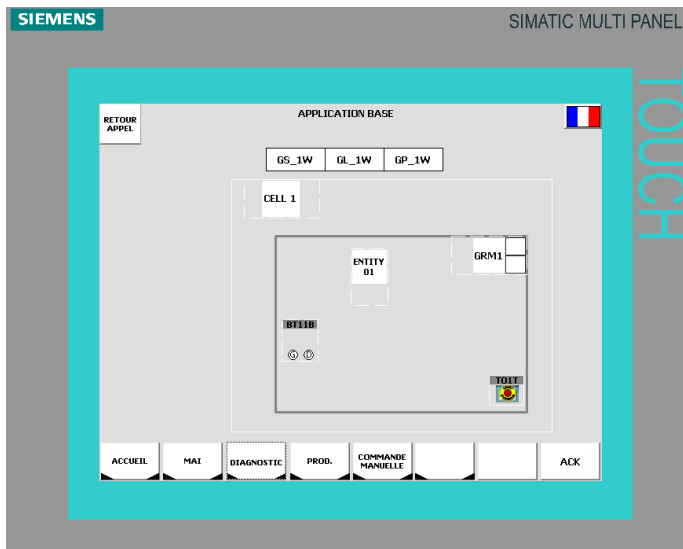 SIEMENS
SIMATIC MULTI PANEL
TOUCH
RETOUR
APPEL
APPLICATION BASE
GS_1W GL_1W GP_1W
CELL 1
ENTITY
01
GRM1
BT11B
G D
TO1T
ACCUEIL MAI DIAGNOSTIC PROD. COMMANDE
MANUELLE ACK